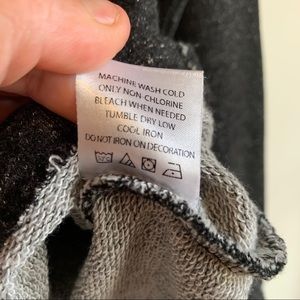 MACHINE WASH COLD
ONLY NON-CHLORINE
BLEACH WHEN NEEDED
TUMBLE DRY LOW
COOL IRON
DO NOT IRON ON DECORATION